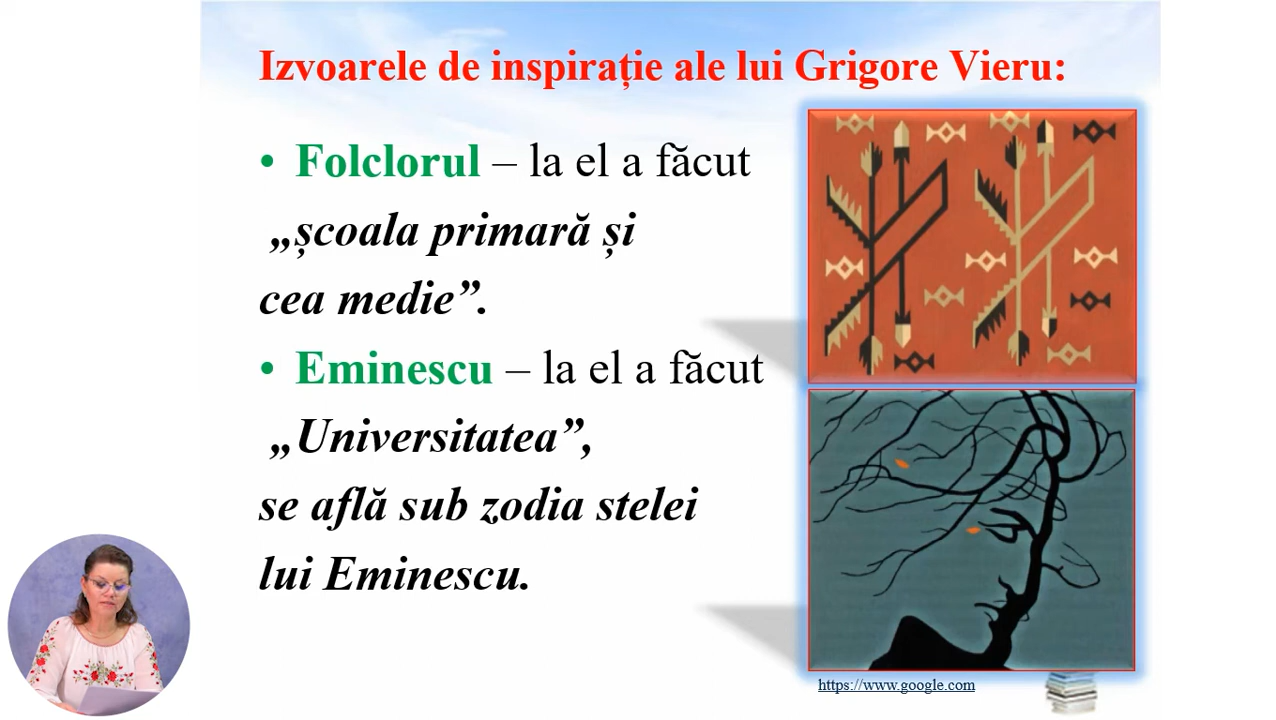 Izvoarele de inspirație ale lui Grigore Vieru:
• Folclorul – la el a făcut
„școala primară și
cea medie”.
• Eminescu – la el a făcut
„Universitatea”,
se află sub zodia stelei
lui Eminescu.
https://www.google.com